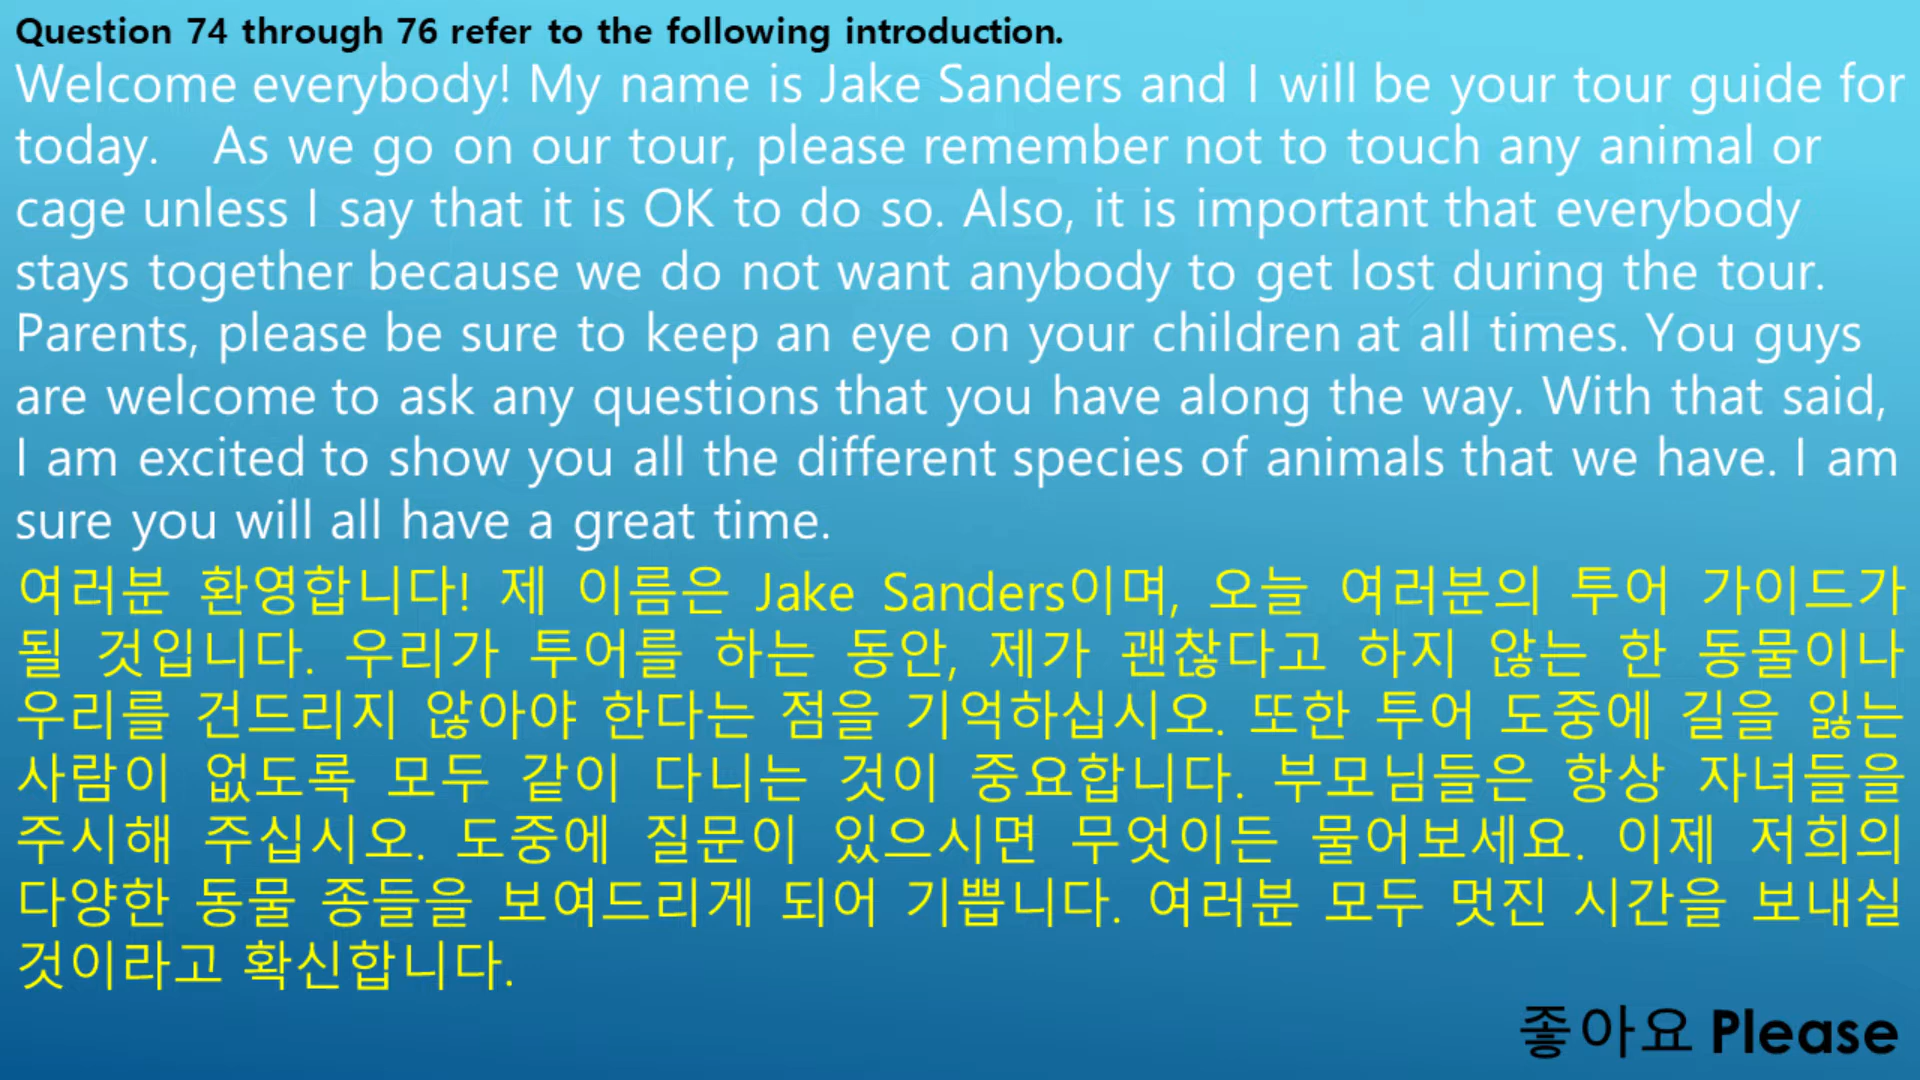 Question 74 through 76 refer to the following introduction.
Welcome everybody! My name is Jake Sanders and I will be your tour guide for
today. As we go on our tour, please remember not to touch any animal or
cage unless I say that it is OK to do so. Also, it is important that everybody
stays together because we do not want anybody to get lost during the tour.
Parents, please be sure to keep an eye on your children at all times. You guys
are welcome to ask any questions that you have along the way. With that said,
I am excited to show you all the different species of animals that we have. I am
sure you will all have a great time.
여러분 환영합니다! 제 이름은 Jake Sanders이며, 오늘 여러분의 투어 가이드가
될 것입니다. 우리가 투어를 하는 동안, 제가 괜찮다고 하지 않는 한 동물이나
우리를 건드리지 않아야 한다는 점을 기억하십시오. 또한 투어 도중에 길을 잃는
사람이 없도록 모두 같이 다니는 것이 중요합니다. 부모님들은 항상 자녀들을
주시해 주십시오. 도중에 질문이 있으시면 무엇이든 물어보세요. 이제 저희의
다양한 동물 종들을 보여드리게 되어 기쁩니다. 여러분 모두 멋진 시간을 보내실
것이라고 확신합니다.
좋아요 Please